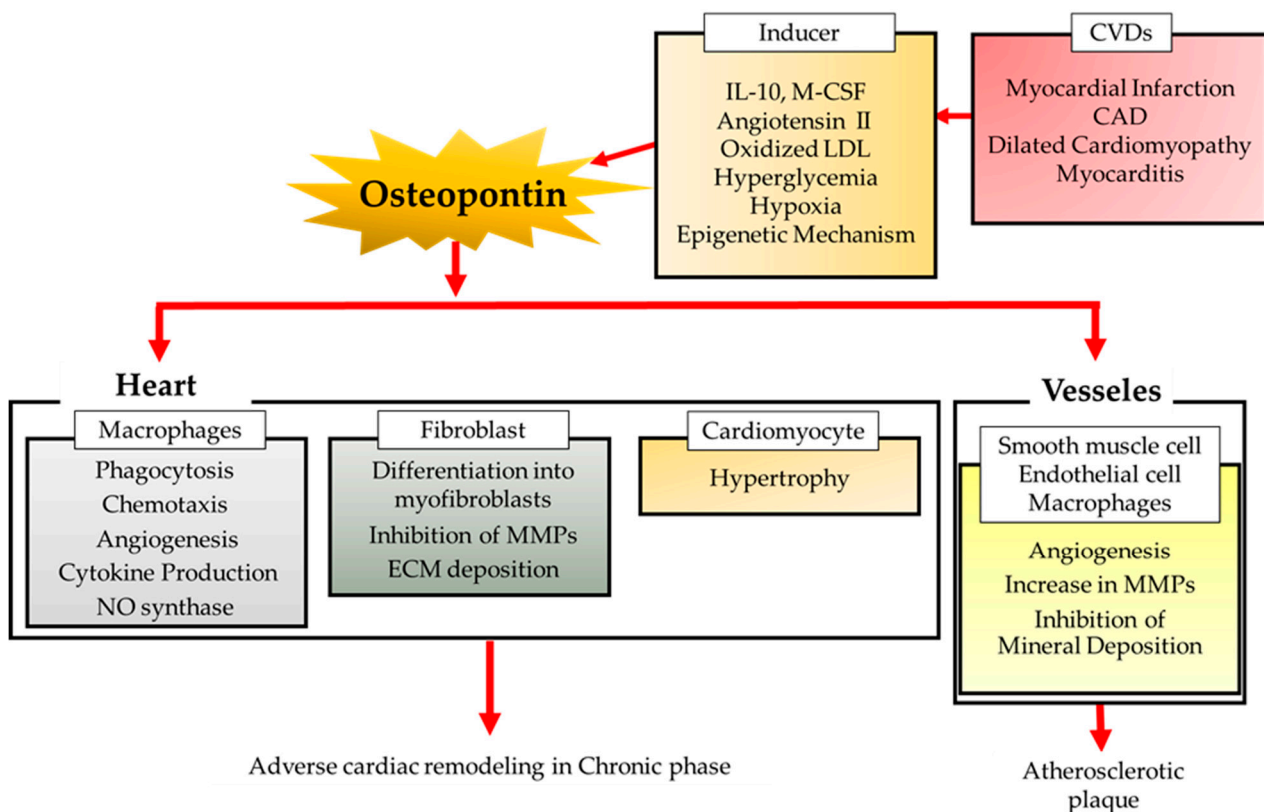 Inducer
IL-10, M-CSF
Angiotensin II
Oxidized LDL
Hyperglycemia
Hypoxia
Epigenetic Mechanism
CVDs
Myocardial Infarction
CAD
Dilated Cardiomyopathy
Myocarditis
Osteopontin
Heart
Macrophages
Phagocytosis
Chemotaxis
Angiogenesis
Cytokine Production
NO synthase
Fibroblast
Differentiation into
myofibroblasts
Inhibition of MMPs
ECM deposition
Cardiomyocyte
Hypertrophy
Vesseles
Smooth muscle cell
Endothelial cell
Macrophages
Angiogenesis
Increase in MMPs
Inhibition of
Mineral Deposition
Adverse cardiac remodeling in Chronic phase
Atherosclerotic
plaque